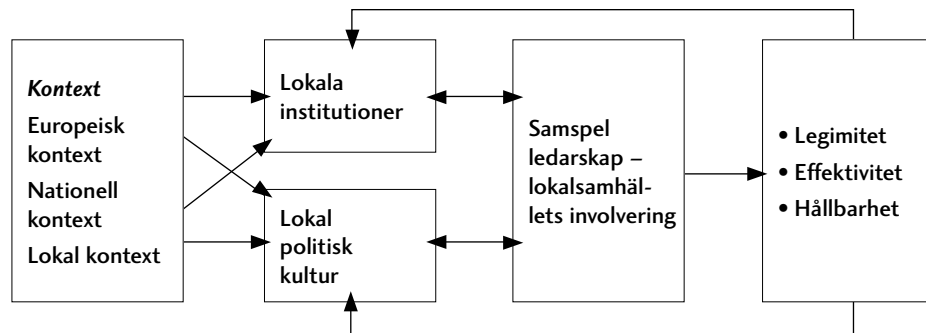 Kontext
Europeisk
kontext
Nationell
kontext
Lokal kontext
Lokala
institutioner
Lokal
politisk
kultur
Samspel
ledarskap –
lokalsamhäl-
lets involvering
• Legimitet
• Effektivitet
• Hållbarhet